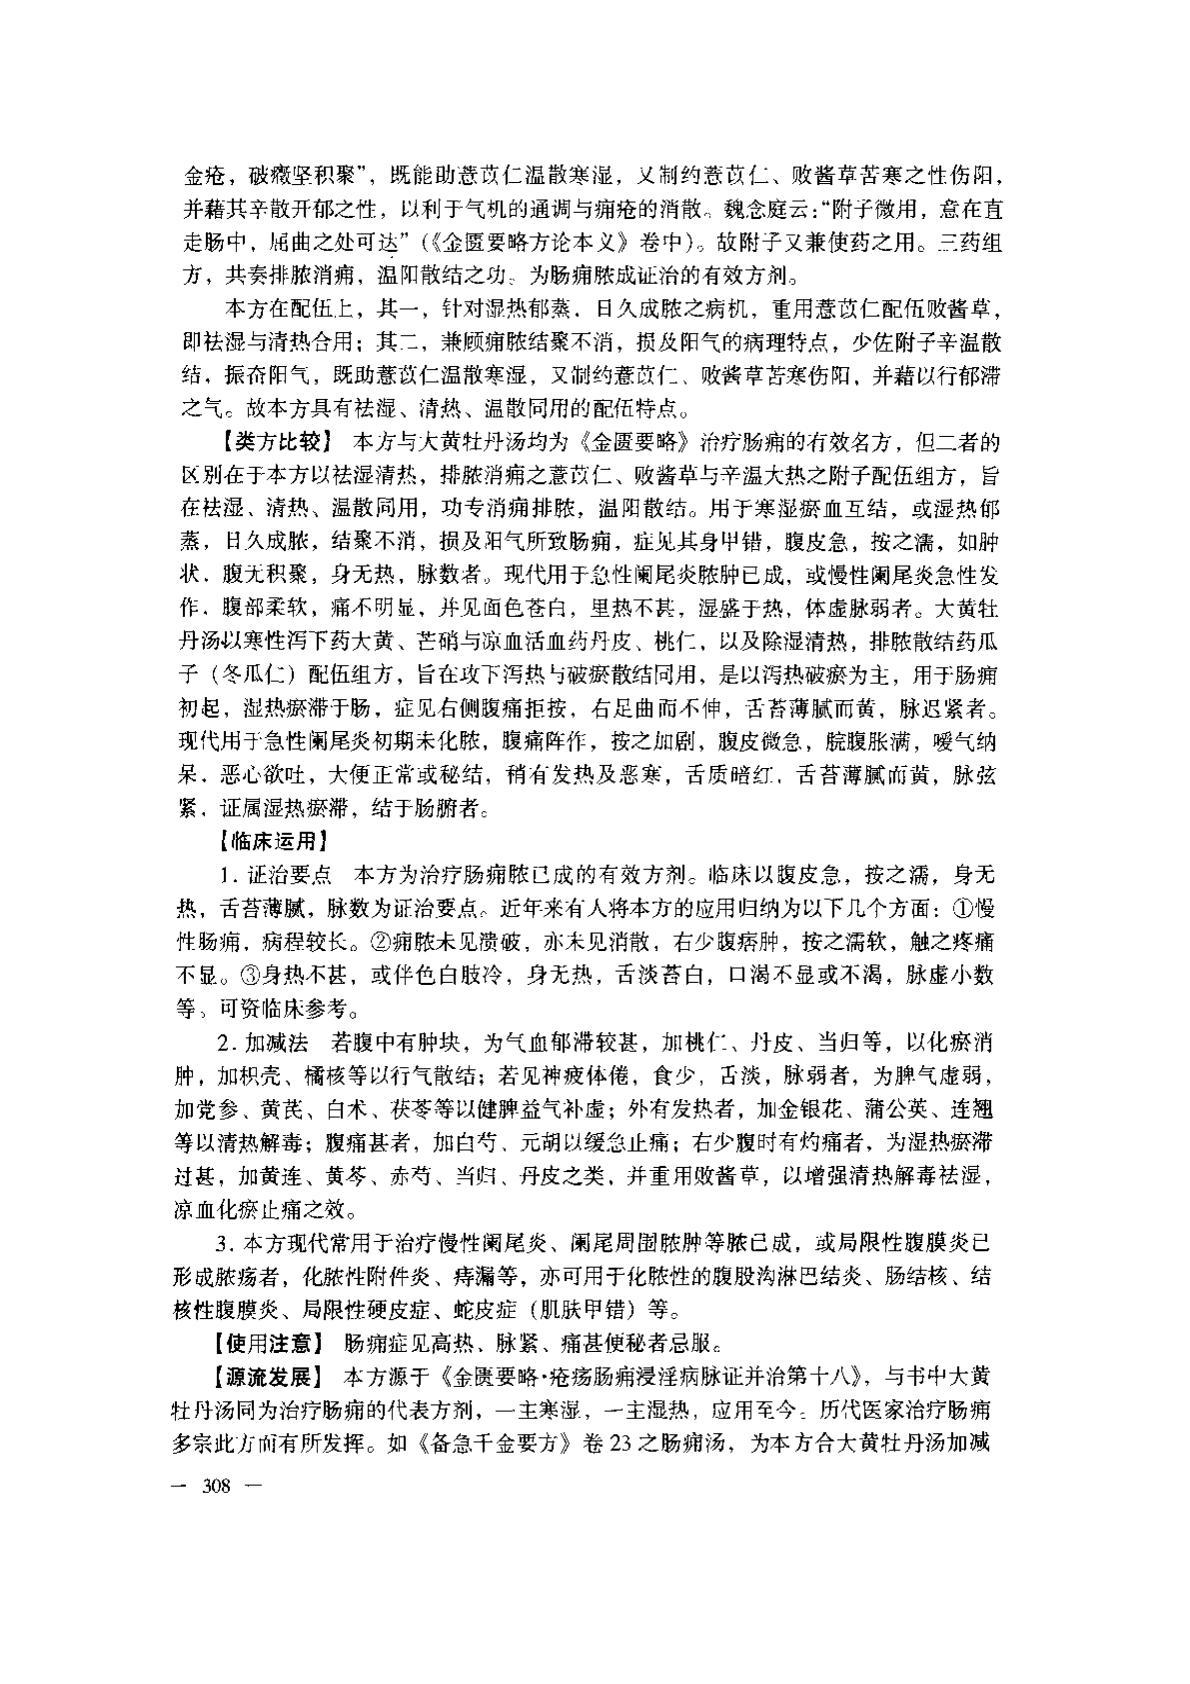 金疮，破癥坚积聚”，既能助薏苡仁温散寒湿，又制约薏苡仁、败酱草苦寒之性伤阳，
并藉其辛散开郁之性，以利于气机的通调与痈疮的消散。魏念庭云：“附子微用，意在直
走肠中，屈曲之处可达”（《金匮要略方论本义》卷中）。故附子又兼使药之用。三药组
方，共奏排脓消痈，温阳散结之功，为肠痈脓成证治的有效方剂。
本方在配伍上，其一，针对湿热郁蒸，日久成脓之病机，重用薏苡仁配伍败酱草，
即祛湿与清热合用；其二，兼顾痈脓结聚不消，损及阳气的病理特点，少佐附子辛温散
结，振奋阳气，既助薏苡仁温散寒湿，又制约薏苡仁、败酱草苦寒伤阳，并藉以行郁滞
之气。故本方具有祛湿、清热、温散同用的配伍特点。
【类方比较】 本方与大黄牡丹汤均为《金匮要略》治疗肠痈的有效名方，但二者的
区别在于本方以祛湿清热，排脓消痈之薏苡仁、败酱草与辛温大热之附子配伍组方，旨
在祛湿、清热、温散同用，功专消痈排脓，温阳散结。用于寒湿瘀血互结，或湿热郁
蒸，日久成脓，结聚不消，损及阳气所致肠痈，症见其身甲错，腹皮急，按之濡，如肿
状，腹无积聚，身无热，脉数者。现代用于急性阑尾炎脓肿已成，或慢性阑尾炎急性发
作，腹部柔软，痛不明显，并见面色苍白，里热不甚，湿盛于热，体虚脉弱者。大黄牡
丹汤以寒性泻下药大黄、芒硝与凉血活血药丹皮、桃仁，以及除湿清热，排脓散结药瓜
子（冬瓜仁）配伍组方，旨在攻下泻热与破瘀散结同用，是以泻热破瘀为主，用于肠痈
初起，湿热瘀滞于肠，症见右侧腹痛拒按，右足曲而不伸，舌苔薄腻而黄，脉迟紧者。
现代用于急性阑尾炎初期未化脓，腹痛阵作，按之加剧，腹皮微急，脘腹胀满，嗳气纳
呆，恶心欲吐，大便正常或秘结，稍有发热及恶寒，舌质暗红，舌苔薄腻而黄，脉弦
紧，证属湿热瘀滞，结于肠腑者。
【临床运用】
1. 证治要点 本方为治疗肠痈脓已成的有效方剂。临床以腹皮急，按之濡，身无
热，舌苔薄腻，脉数为证治要点。近年来有人将本方的应用归纳为以下几个方面：①慢
性肠痈，病程较长。②痈脓未见溃破，亦未见消散，右少腹痞肿，按之濡软，触之疼痛
不显。③身热不甚，或伴色白肢冷，身无热，舌淡苔白，口渴不显或不渴，脉虚小数
等，可资临床参考。
2. 加减法 若腹中有肿块，为气血郁滞较甚，加桃仁、丹皮、当归等，以化瘀消
肿，加枳壳、橘核等以行气散结；若见神疲体倦，食少，舌淡，脉弱者，为脾气虚弱，
加党参、黄芪、白术、茯苓等以健脾益气补虚；外有发热者，加金银花、蒲公英、连翘
等以清热解毒；腹痛甚者，加白芍、元胡以缓急止痛；右少腹时有灼痛者，为湿热瘀滞
过甚，加黄连、黄芩、赤芍、当归、丹皮之类，并重用败酱草，以增强清热解毒祛湿，
凉血化瘀止痛之效。
3. 本方现代常用于治疗慢性阑尾炎、阑尾周围脓肿等脓已成，或局限性腹膜炎已
形成脓疡者，化脓性附件炎、痔漏等，亦可用于化脓性的腹股沟淋巴结炎、肠结核、结
核性腹膜炎、局限性硬皮症、蛇皮症（肌肤甲错）等。
【使用注意】 肠痈症见高热、脉紧、痛甚便秘者忌服。
【源流发展】 本方源于《金匮要略·疮疡肠痈浸淫病脉证并治第十八》，与书中大黄
牡丹汤同为治疗肠痈的代表方剂，一主寒湿，一主湿热，应用至今。历代医家治疗肠痈
多宗此方而有所发挥。如《备急千金要方》卷 23 之肠痈汤，为本方合大黄牡丹汤加减
— 308 —